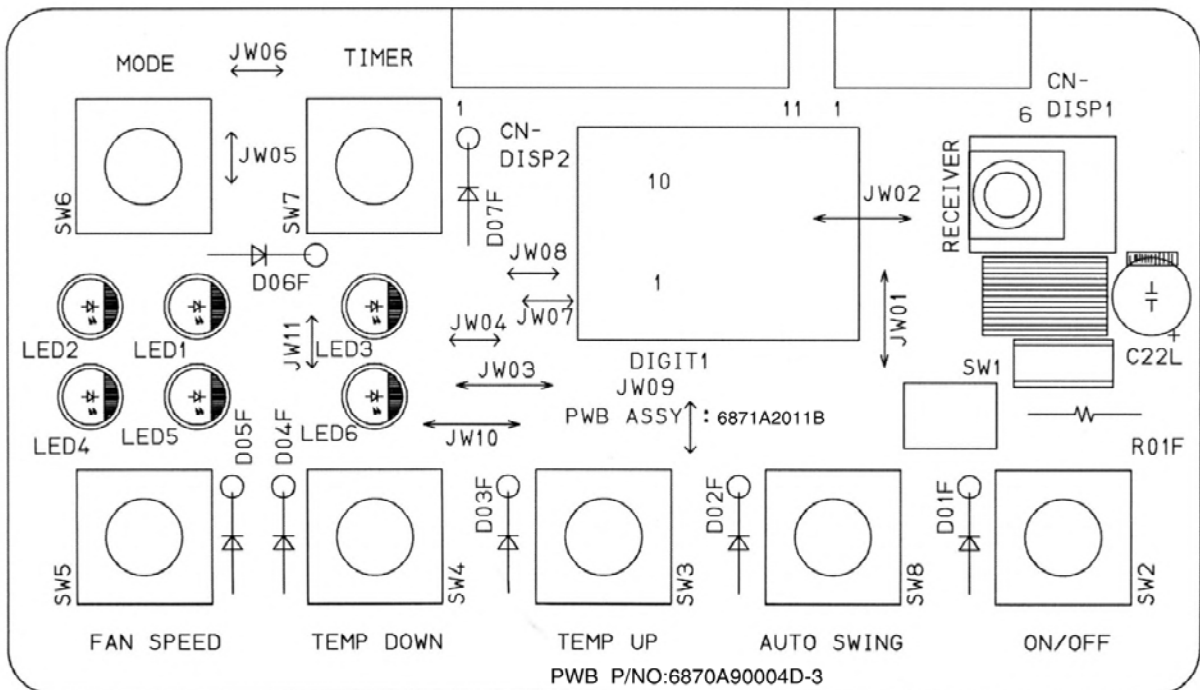 MODE
JW06
TIMER
1
11
1
6
CN-
DISP1
CN-
DISP2
JW05
SW6
SW7
D07F
10
JW02
RECEIVER
D06F
JW08
1
JW07
JW01
LED2
LED1
JW11
LED3
JW04
C22L
+
DIGIT1
JW03
JW09
SW1
PWB ASSY : 6871A2011B
LED4
LED5
D05F
D04F
LED6
JW10
R01F
D03F
D02F
D01F
SW5
SW4
SW3
SW8
SW2
FAN SPEED
TEMP DOWN
TEMP UP
AUTO SWING
ON/OFF
PWB P/NO:6870A90004D-3